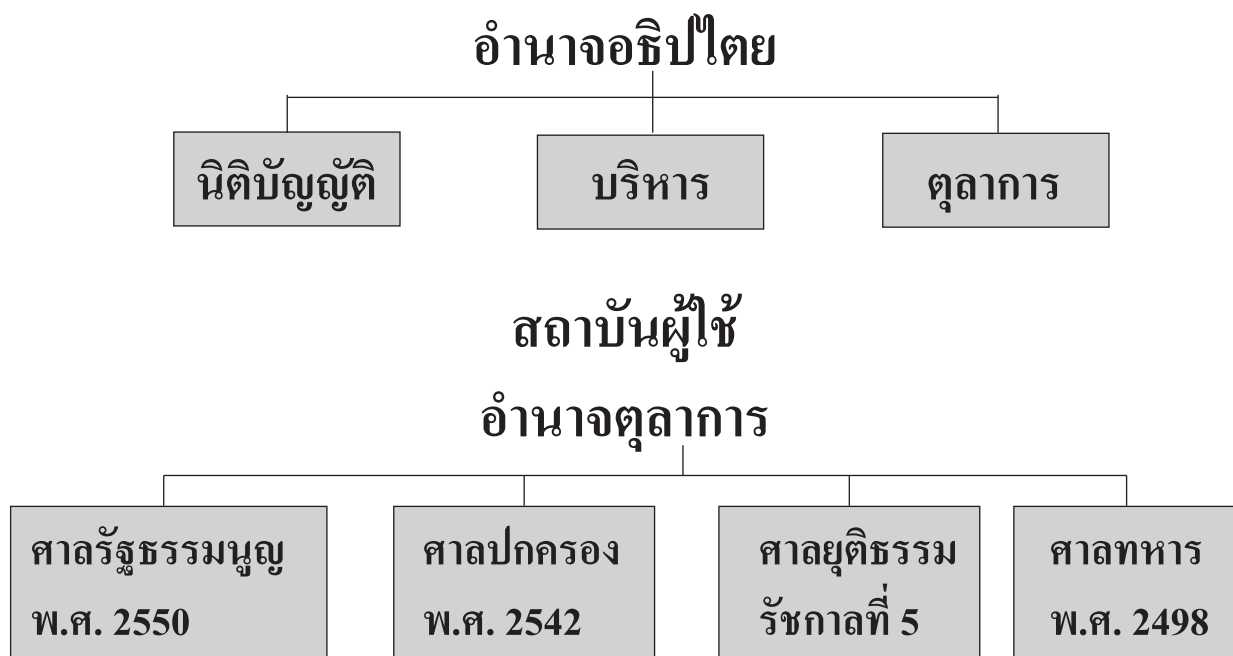 อำนาจอธิปไตย
นิติบัญญัติ
บริหาร
ตุลาการ
สถาบันผู้ใช้
อำนาจตุลาการ
ศาลรัฐธรรมนูญ
พ.ศ. 2550
ศาลปกครอง
พ.ศ. 2542
ศาลยุติธรรม
รัชกาลที่ 5
ศาลทหาร
พ.ศ. 2498